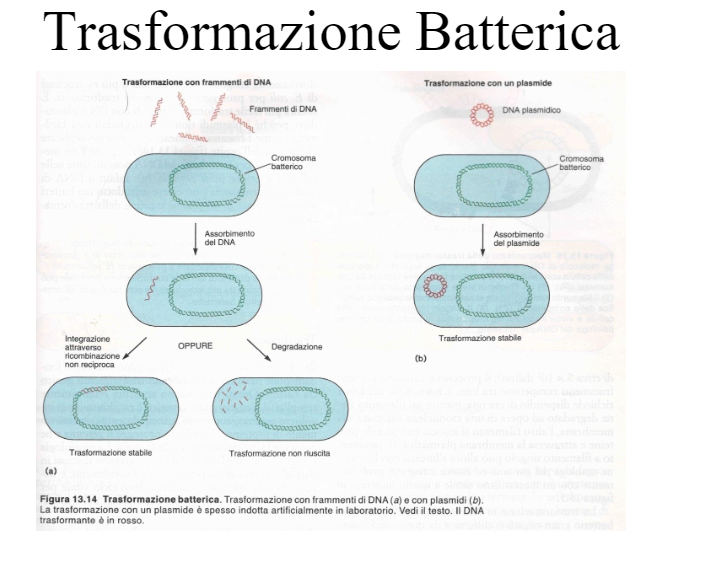 Trasformazione Batterica
Trasformazione con frammenti di DNA
Frammenti di DNA
Cromosoma
batterico
Assorbimento
del DNA
Integrazione
attraverso
ricombinazione
non reciproca
OPPURE
Degradazione
Trasformazione stabile
Trasformazione non riuscita
(a)
Trasformazione con un plasmide
DNA plasmidico
Cromosoma
batterico
Assorbimento
del plasmide
Trasformazione stabile
(b)
Figura 13.14 Trasformazione batterica. Trasformazione con frammenti di DNA (a) e con plasmidi (b).
La trasformazione con un plasmide è spesso indotta artificialmente in laboratorio. Vedi il testo. Il DNA
trasformante è in rosso.